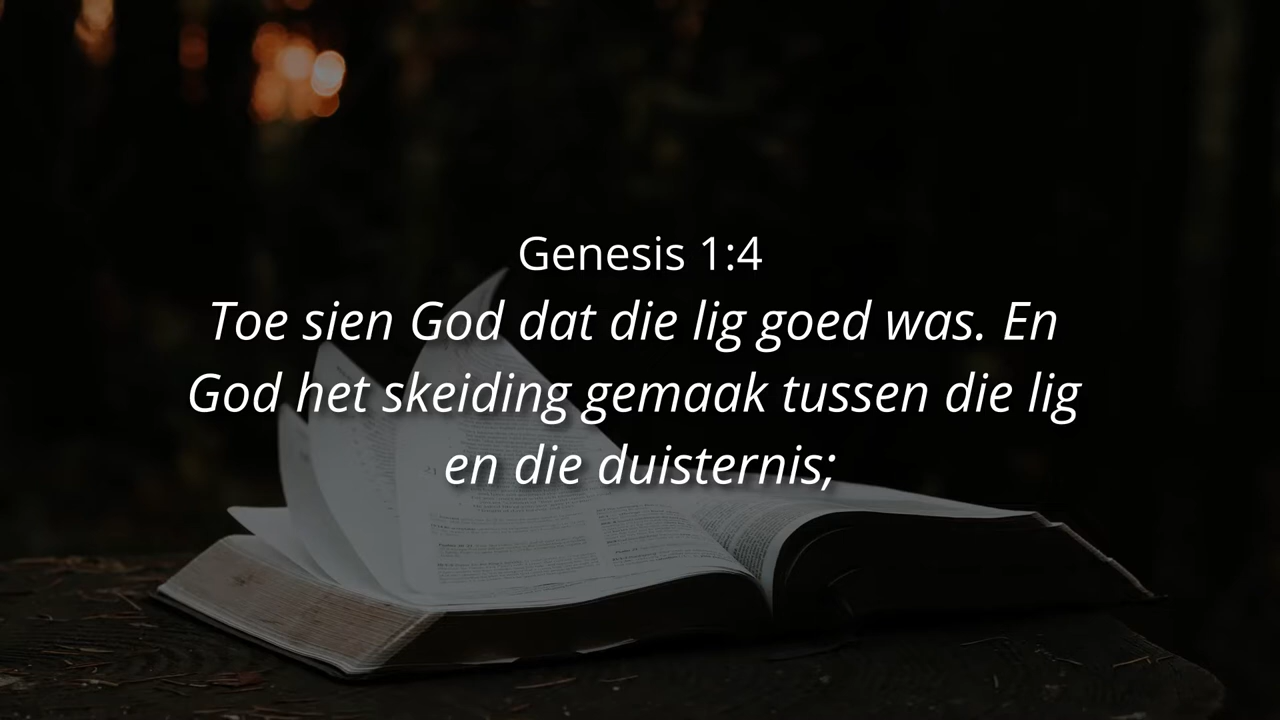 Genesis 1:4
Toe sien God dat die lig goed was. En
God het skeiding gemaak tussen die lig
en die duisternis;